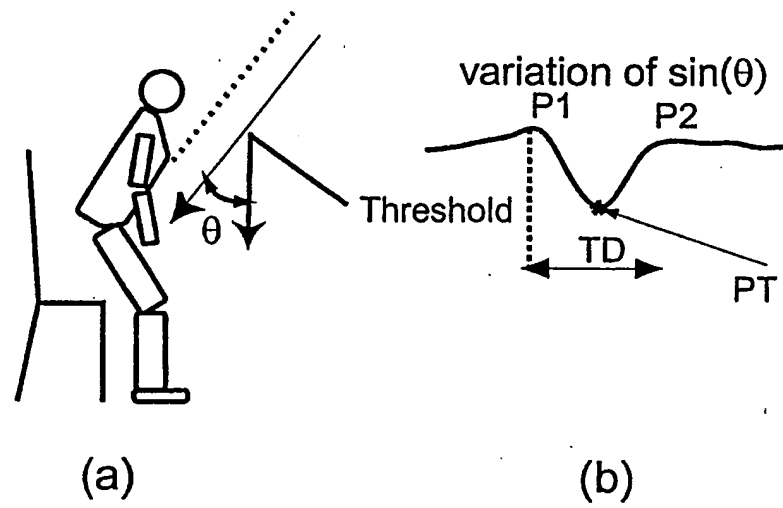 variation of sin(θ)
P1
P2
Threshold
θ
TD
PT
(a)
(b)